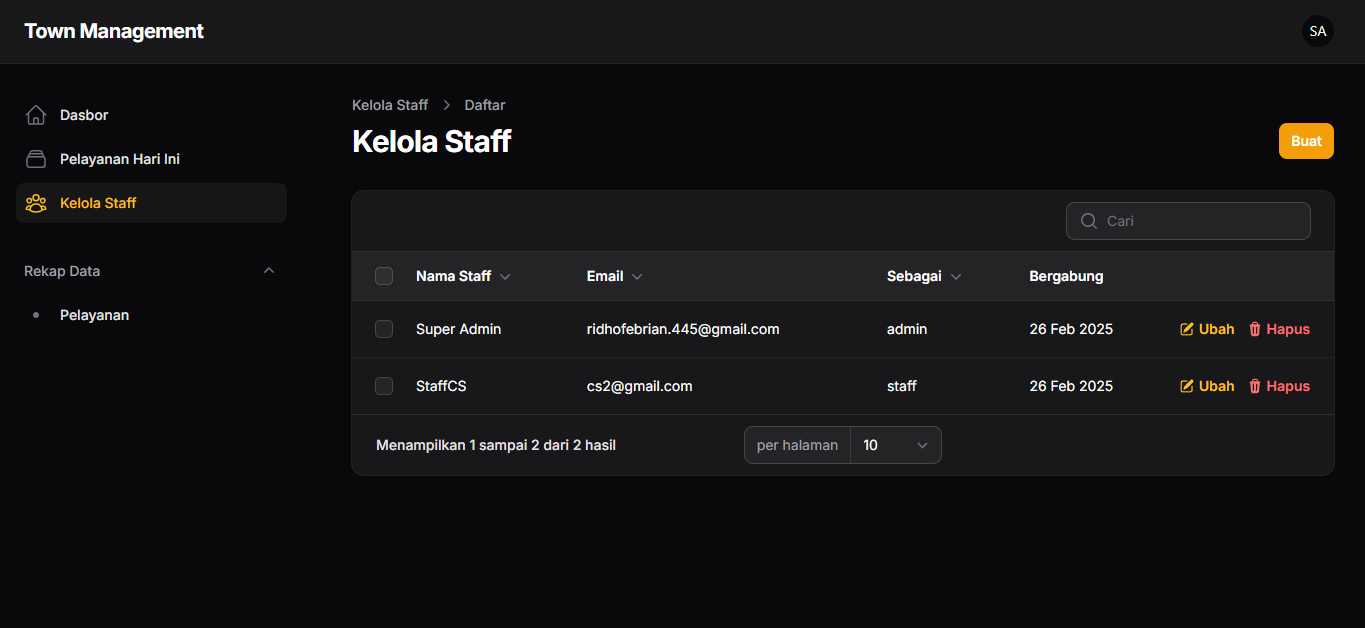 Town Management
SA
Dasbor
Pelayanan Hari Ini
Kelola Staff
Rekap Data
Pelayanan
Kelola Staff > Daftar
Kelola Staff
Buat
Cari
Nama Staff Email Sebagai Bergabung
Super Admin ridhofebrian.445@gmail.com admin 26 Feb 2025 Ubah Hapus
StaffCS cs2@gmail.com staff 26 Feb 2025 Ubah Hapus
Menampilkan 1 sampai 2 dari 2 hasil per halaman 10